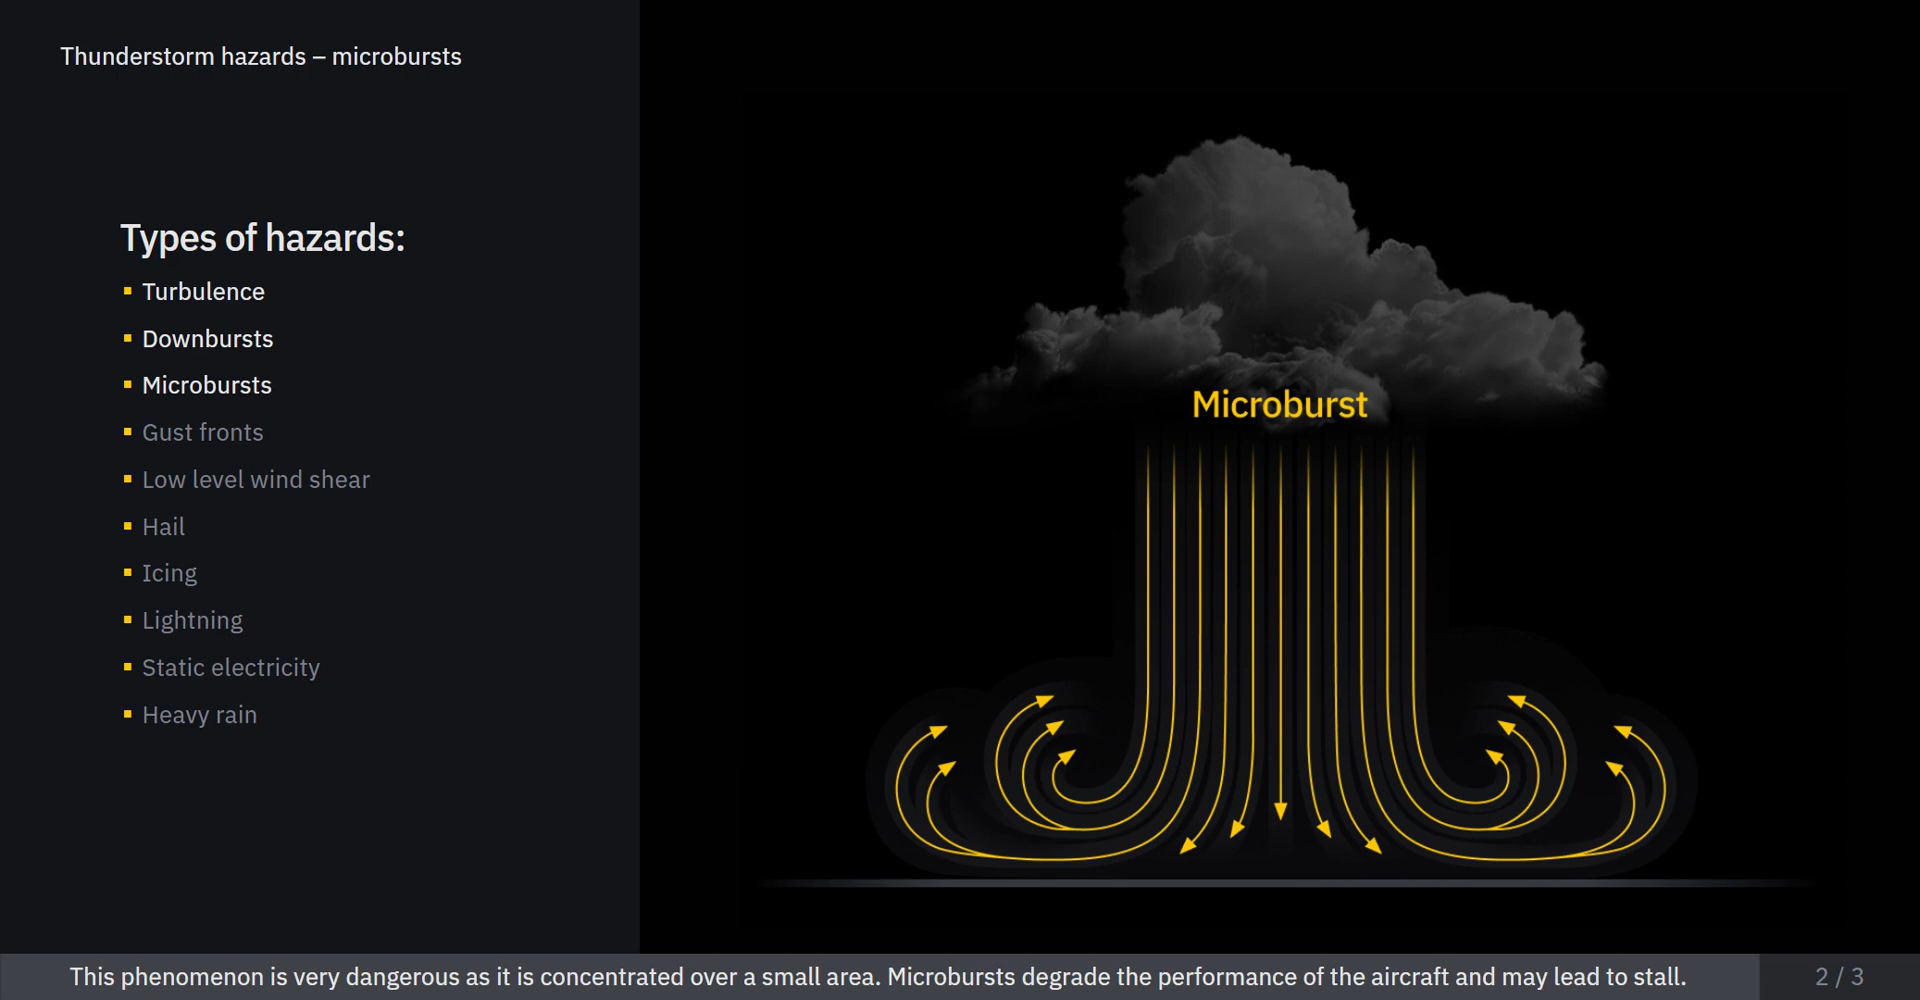 Thunderstorm hazards – microbursts
Types of hazards:
Turbulence
Downbursts
Microbursts
Gust fronts
Low level wind shear
Hail
Icing
Lightning
Static electricity
Heavy rain
Microburst
This phenomenon is very dangerous as it is concentrated over a small area. Microbursts degrade the performance of the aircraft and may lead to stall.
2 / 3